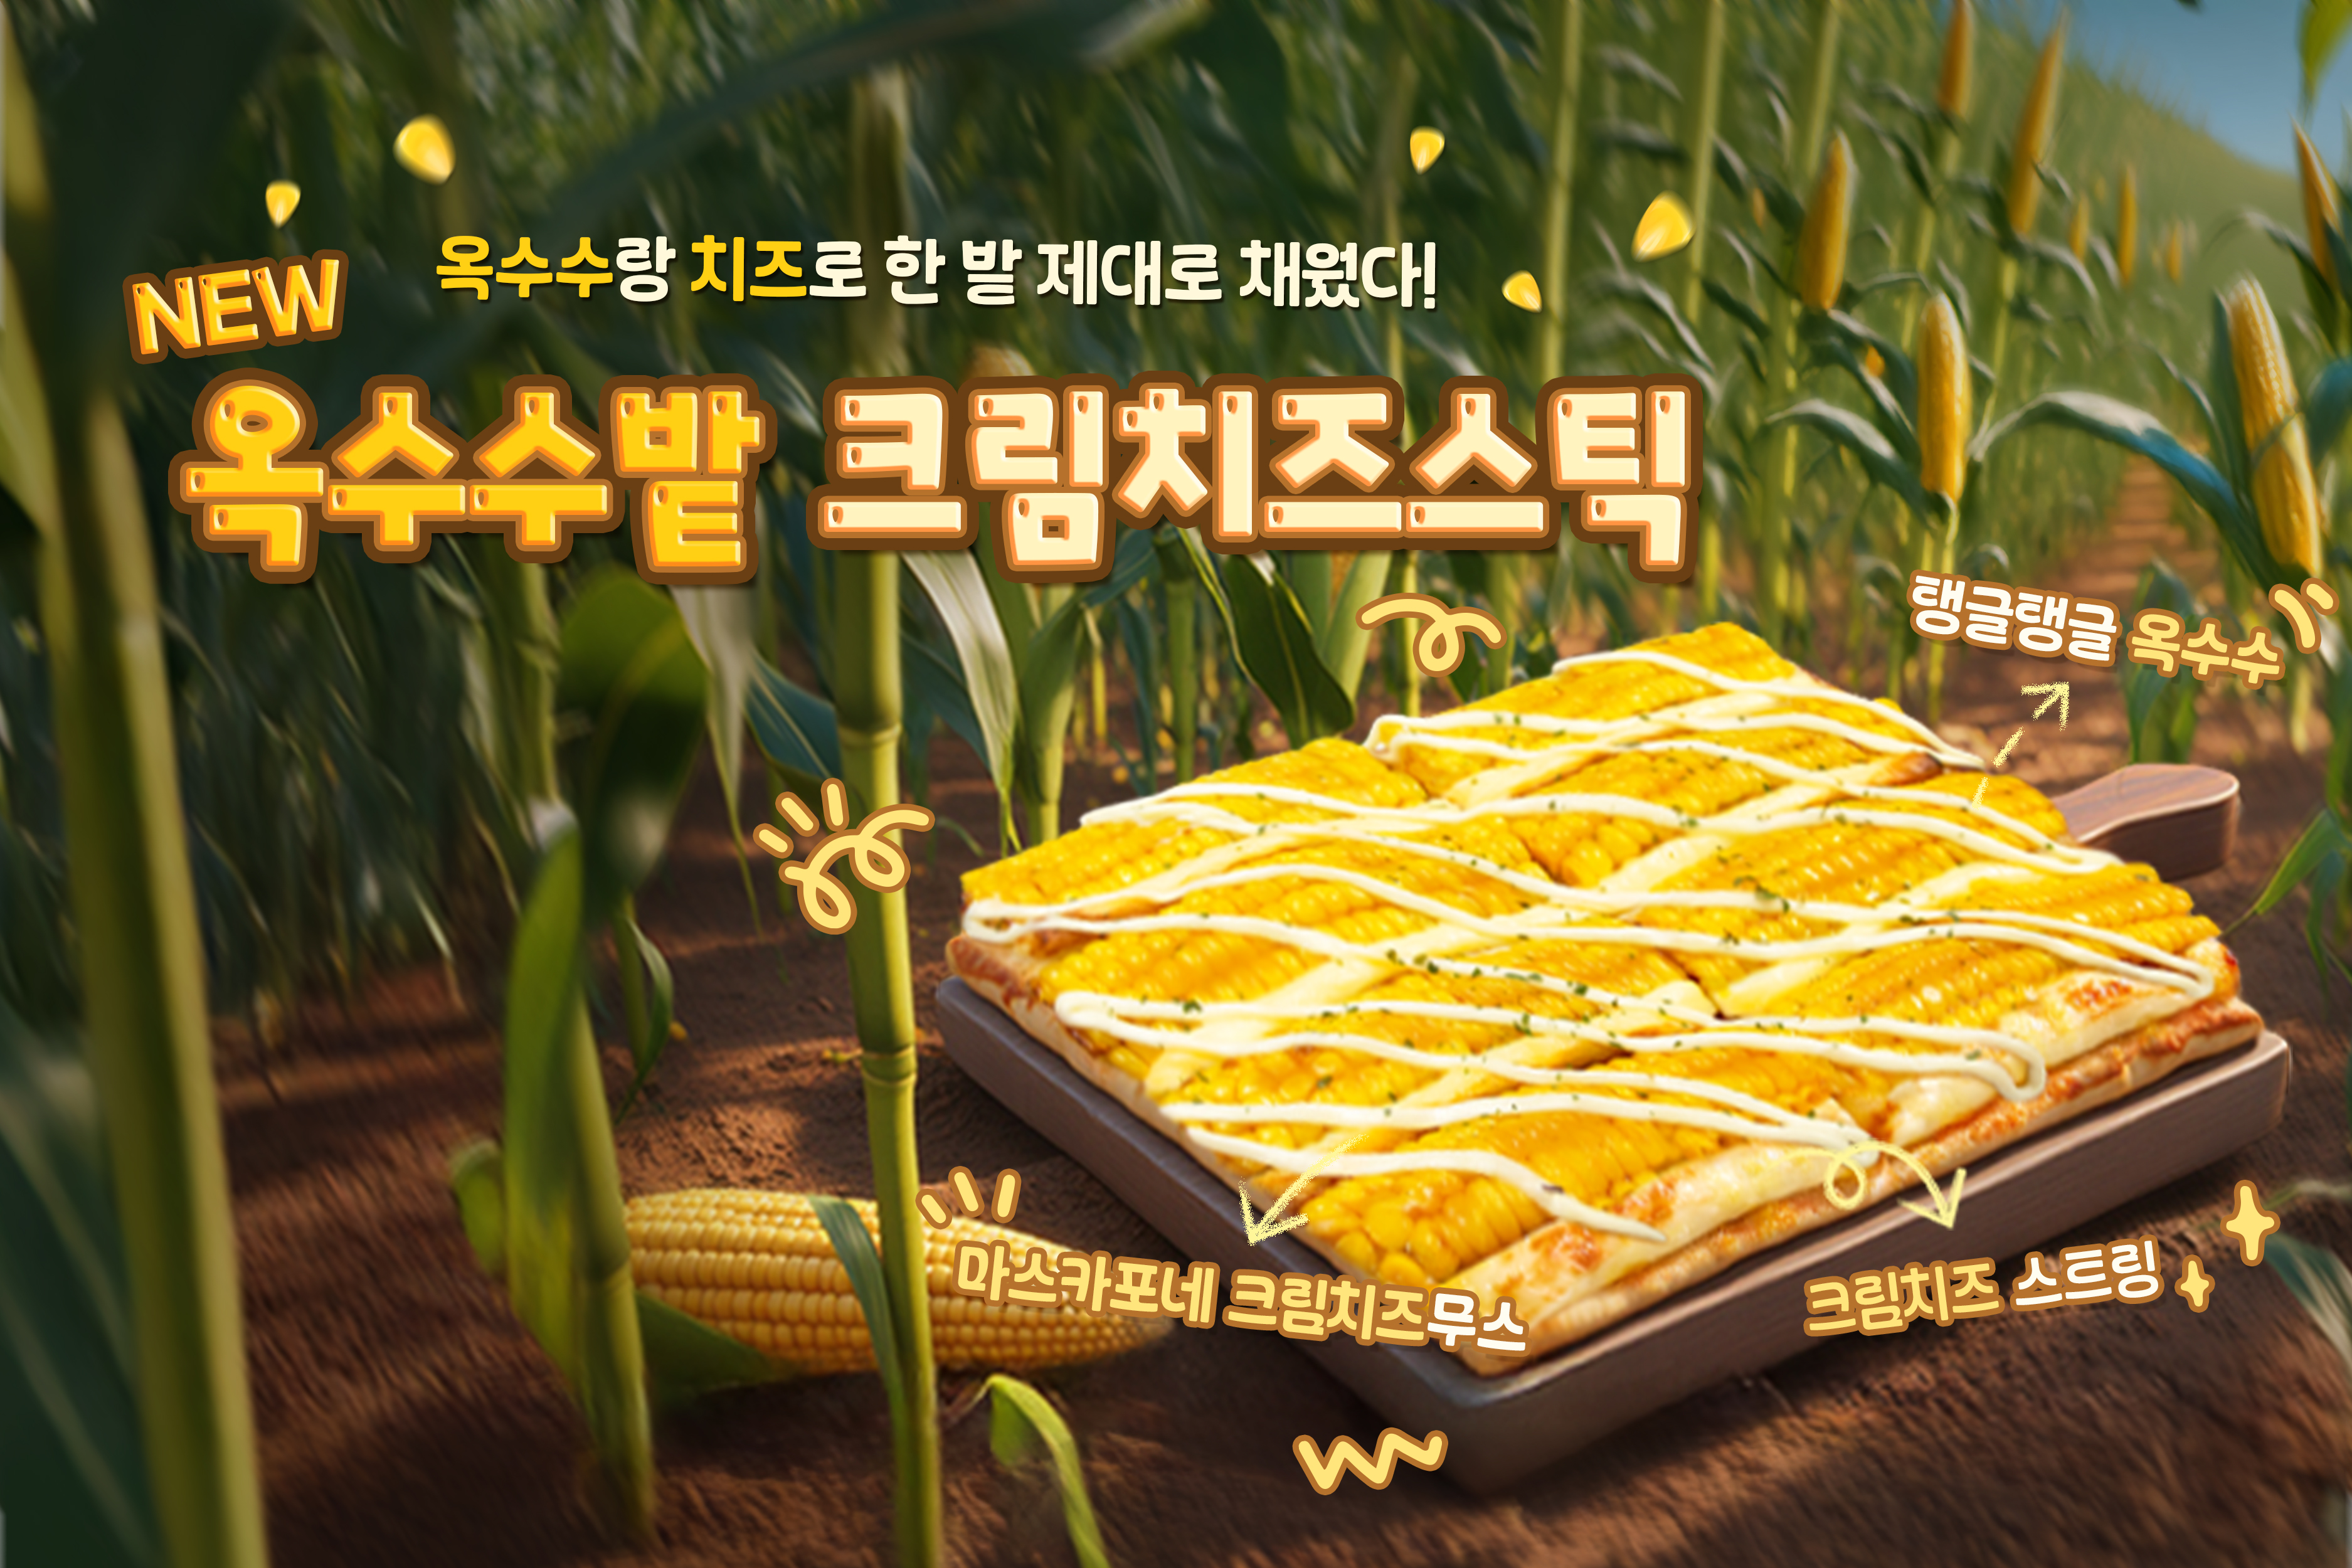 옥수수랑 치즈로 한 밭 제대로 채웠다!
NEW
옥수수밭 크림치즈스틱
탱글탱글 옥수수
마스카포네 크림치즈무스
크림치즈 스트링